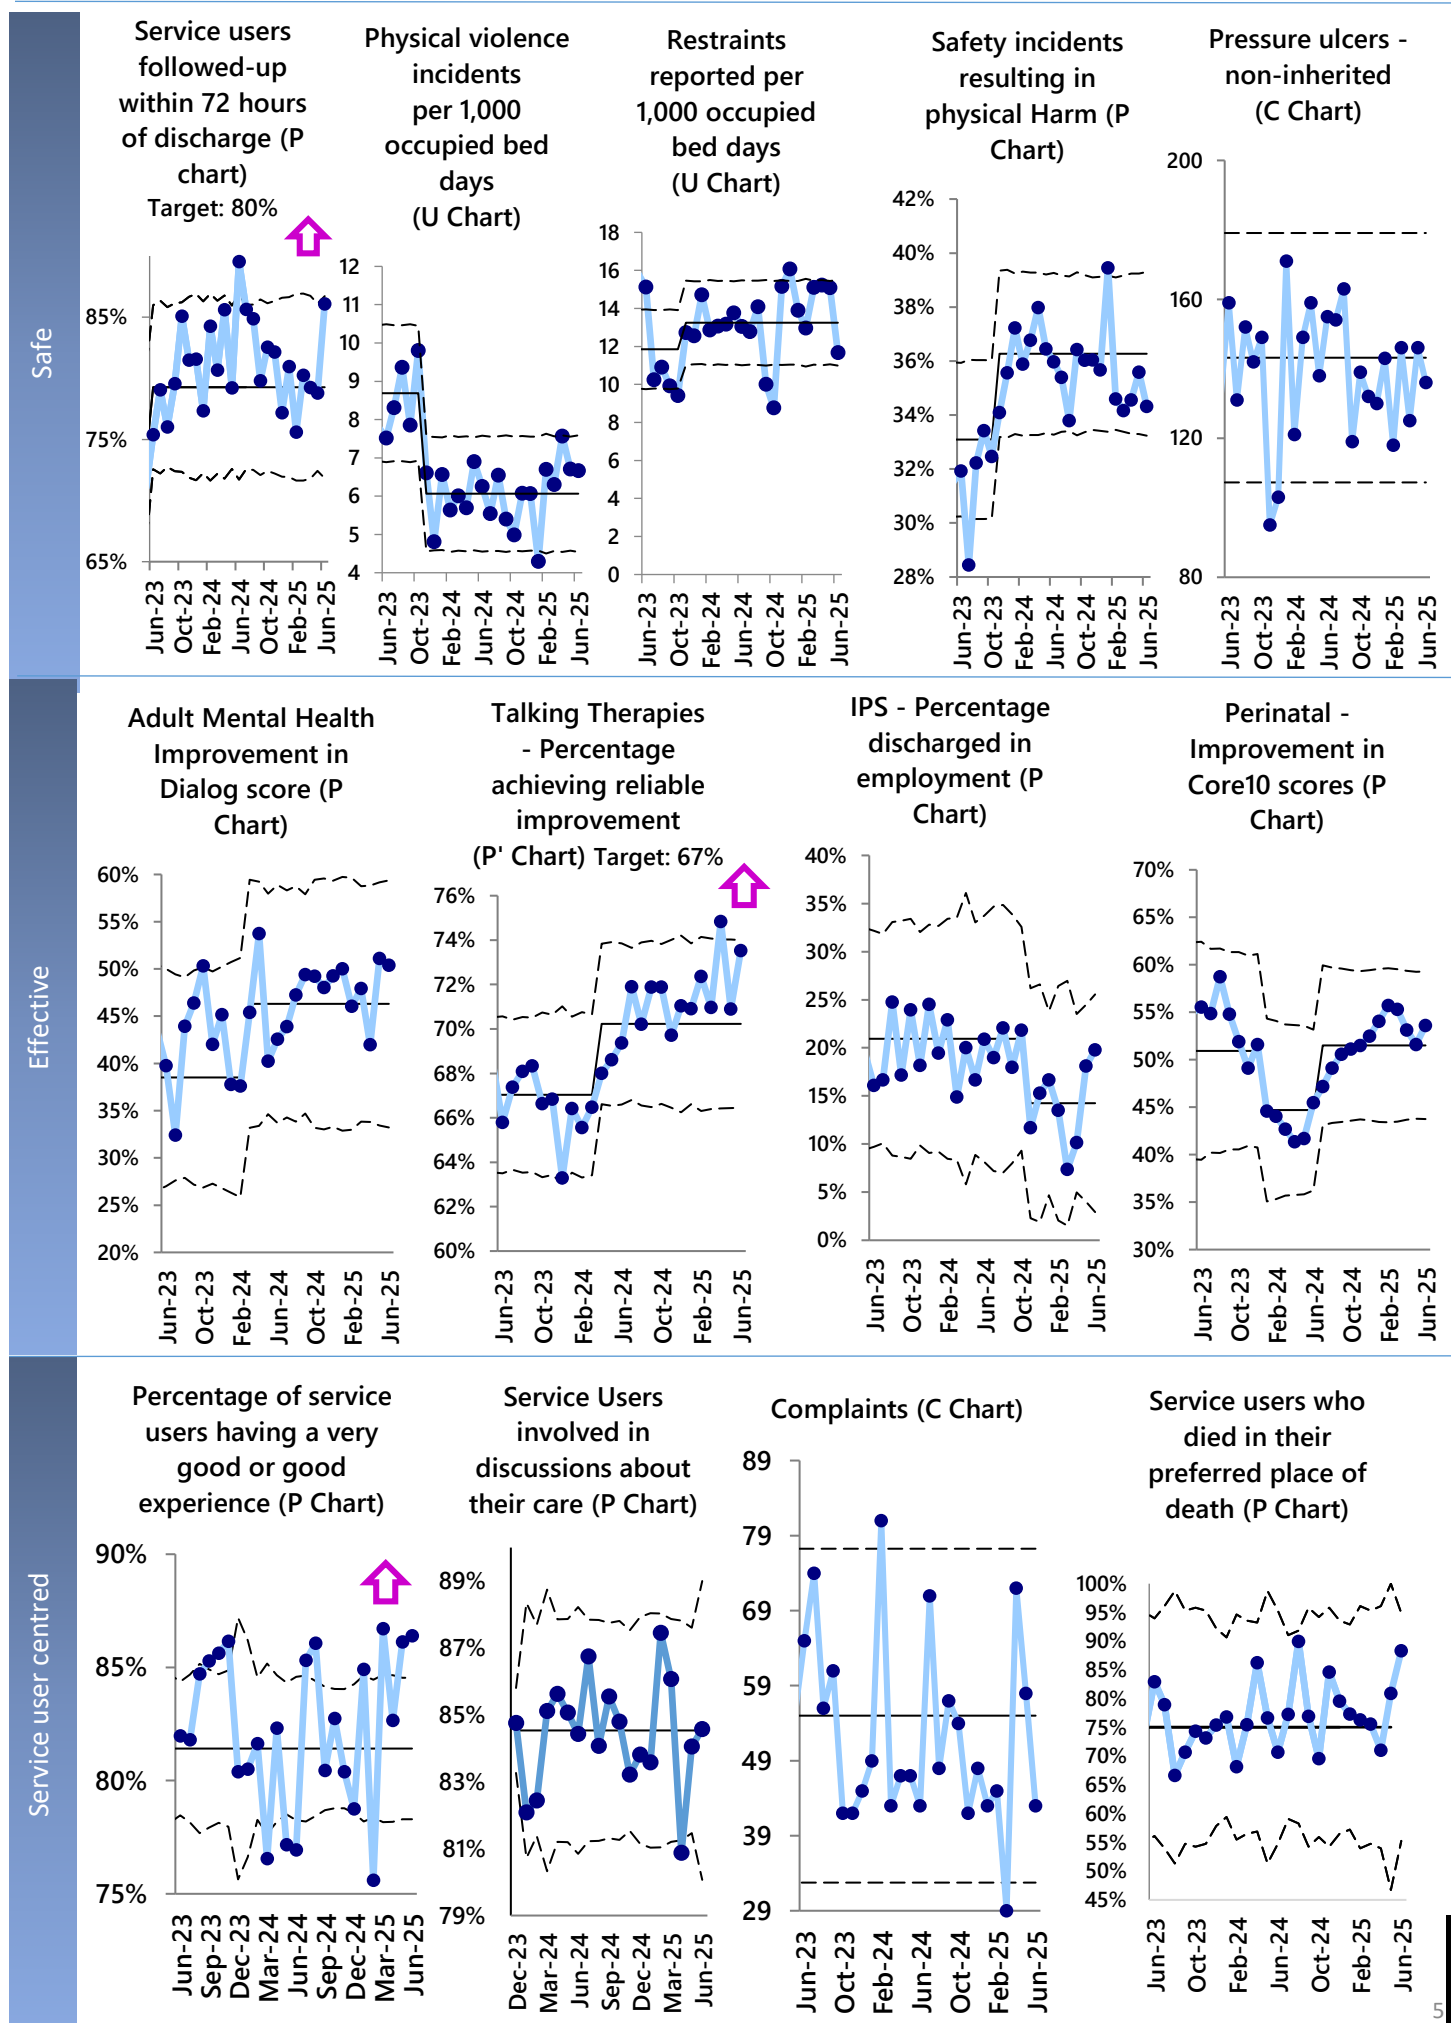 Safe
Service users
followed-up
within 72 hours
of discharge (P
chart)
Target: 80%
85%
75%
65%
Jun-23
Oct-23
Feb-24
Jun-24
Oct-24
Feb-25
Jun-25
Physical violence
incidents
per 1,000
occupied bed
days
(U Chart)
12
11
10
9
8
7
6
5
4
Jun-23
Oct-23
Feb-24
Jun-24
Oct-24
Feb-25
Jun-25
Restraints
reported per
1,000 occupied
bed days
(U Chart)
18
16
14
12
10
8
6
4
2
0
Jun-23
Oct-23
Feb-24
Jun-24
Oct-24
Feb-25
Jun-25
Safety incidents
resulting in
physical Harm (P
Chart)
42%
40%
38%
36%
34%
32%
30%
28%
Jun-23
Oct-23
Feb-24
Jun-24
Oct-24
Feb-25
Jun-25
Pressure ulcers -
non-inherited
(C Chart)
200
160
120
80
Jun-23
Oct-23
Feb-24
Jun-24
Oct-24
Feb-25
Jun-25
Effective
Adult Mental Health
Improvement in
Dialog score (P
Chart)
60%
55%
50%
45%
40%
35%
30%
25%
20%
Jun-23
Oct-23
Feb-24
Jun-24
Oct-24
Feb-25
Jun-25
Talking Therapies
- Percentage
achieving reliable
improvement
(P' Chart) Target: 67%
76%
74%
72%
70%
68%
66%
64%
62%
60%
Jun-23
Oct-23
Feb-24
Jun-24
Oct-24
Feb-25
Jun-25
IPS - Percentage
discharged in
employment (P
Chart)
40%
35%
30%
25%
20%
15%
10%
5%
0%
Jun-23
Oct-23
Feb-24
Jun-24
Oct-24
Feb-25
Jun-25
Perinatal -
Improvement in
Core10 scores (P
Chart)
70%
65%
60%
55%
50%
45%
40%
35%
30%
Jun-23
Oct-23
Feb-24
Jun-24
Oct-24
Feb-25
Jun-25
Service user centred
Percentage of service
users having a very
good or good
experience (P Chart)
90%
85%
80%
75%
Jun-23
Sep-23
Dec-23
Mar-24
Jun-24
Sep-24
Dec-24
Mar-25
Jun-25
Service Users
involved in
discussions about
their care (P Chart)
89%
87%
85%
83%
81%
79%
Dec-23
Mar-24
Jun-24
Sep-24
Dec-24
Mar-25
Jun-25
Complaints (C Chart)
89
79
69
59
49
39
29
Jun-23
Oct-23
Feb-24
Jun-24
Oct-24
Feb-25
Jun-25
Service users who
died in their
preferred place of
death (P Chart)
100%
95%
90%
85%
80%
75%
70%
65%
60%
55%
50%
45%
Jun-23
Oct-23
Feb-24
Jun-24
Oct-24
Feb-25
Jun-25
5